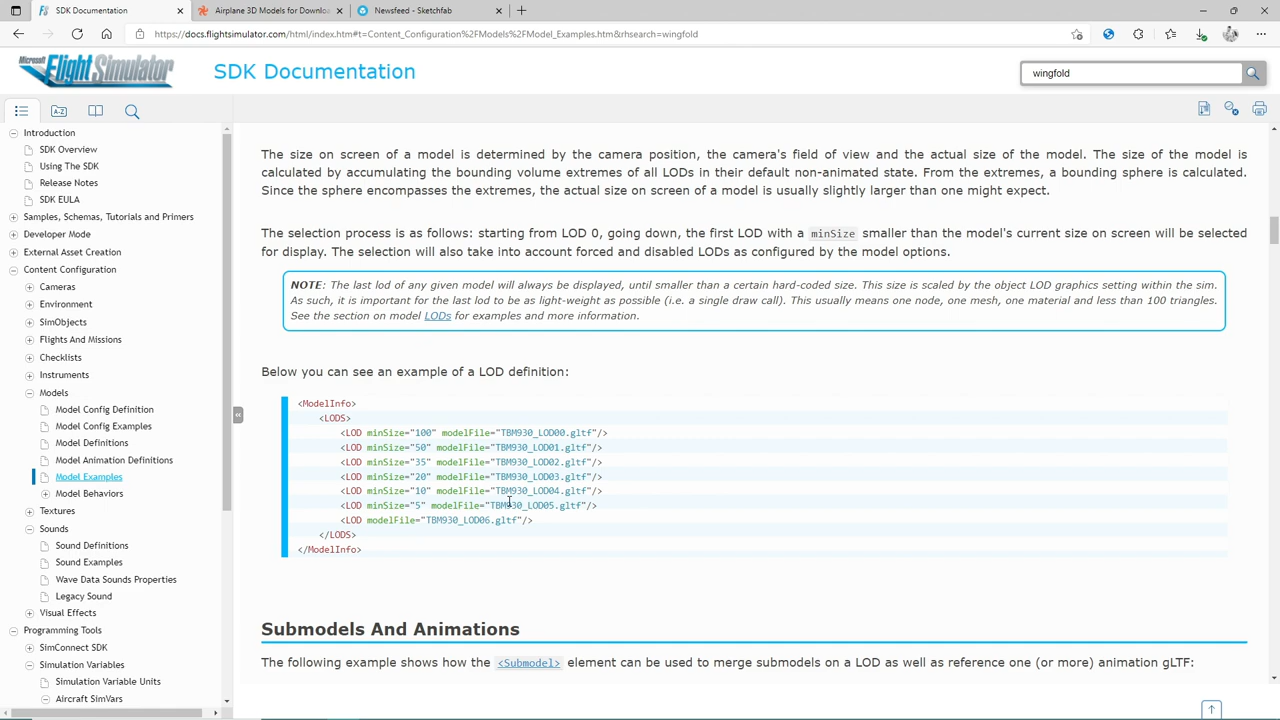 SDK Documentation
Airplane 3D Models for Downloa
Newsfeed - Sketchfab
https://docs.flightsimulator.com/html/index.htm#t=Content_Configuration%2FModels%2FModel_Examples.htm&rhsearch=wingfold
Microsoft
FlightSimulator
SDK Documentation
wingfold
A-Z
Introduction
SDK Overview
Using The SDK
Release Notes
SDK EULA
Samples, Schemas, Tutorials and Primers
Developer Mode
External Asset Creation
Content Configuration
Cameras
Environment
SimObjects
Flights And Missions
Checklists
Instruments
Models
Model Config Definition
Model Config Examples
Model Definitions
Model Animation Definitions
Model Examples
Model Behaviors
Textures
Sounds
Sound Definitions
Sound Examples
Wave Data Sounds Properties
Legacy Sound
Visual Effects
Programming Tools
SimConnect SDK
Simulation Variables
Simulation Variable Units
Aircraft SimVars
The size on screen of a model is determined by the camera position, the camera's field of view and the actual size of the model. The size of the model is
calculated by accumulating the bounding volume extremes of all LODs in their default non-animated state. From the extremes, a bounding sphere is calculated.
Since the sphere encompasses the extremes, the actual size on screen of a model is usually slightly larger than one might expect.
The selection process is as follows: starting from LOD 0, going down, the first LOD with a minSize smaller than the model's current size on screen will be selected
for display. The selection will also take into account forced and disabled LODs as configured by the model options.
NOTE: The last lod of any given model will always be displayed, until smaller than a certain hard-coded size. This size is scaled by the object LOD graphics setting within the sim.
As such, it is important for the last lod to be as light-weight as possible (i.e. a single draw call). This usually means one node, one mesh, one material and less than 100 triangles.
See the section on model LODs for examples and more information.
Below you can see an example of a LOD definition:
<ModelInfo>
<LODS>
<LOD minSize="100" modelFile="TBM930_LOD00.gltf"/>
<LOD minSize="50" modelFile="TBM930_LOD01.gltf"/>
<LOD minSize="35" modelFile="TBM930_LOD02.gltf"/>
<LOD minSize="20" modelFile="TBM930_LOD03.gltf"/>
<LOD minSize="10" modelFile="TBM930_LOD04.gltf"/>
<LOD minSize="5" modelFile="TBM930_LOD05.gltf"/>
<LOD modelFile="TBM930_LOD06.gltf"/>
</LODS>
</ModelInfo>
Submodels And Animations
The following example shows how the <Submodel> element can be used to merge submodels on a LOD as well as reference one (or more) animation gLTF: